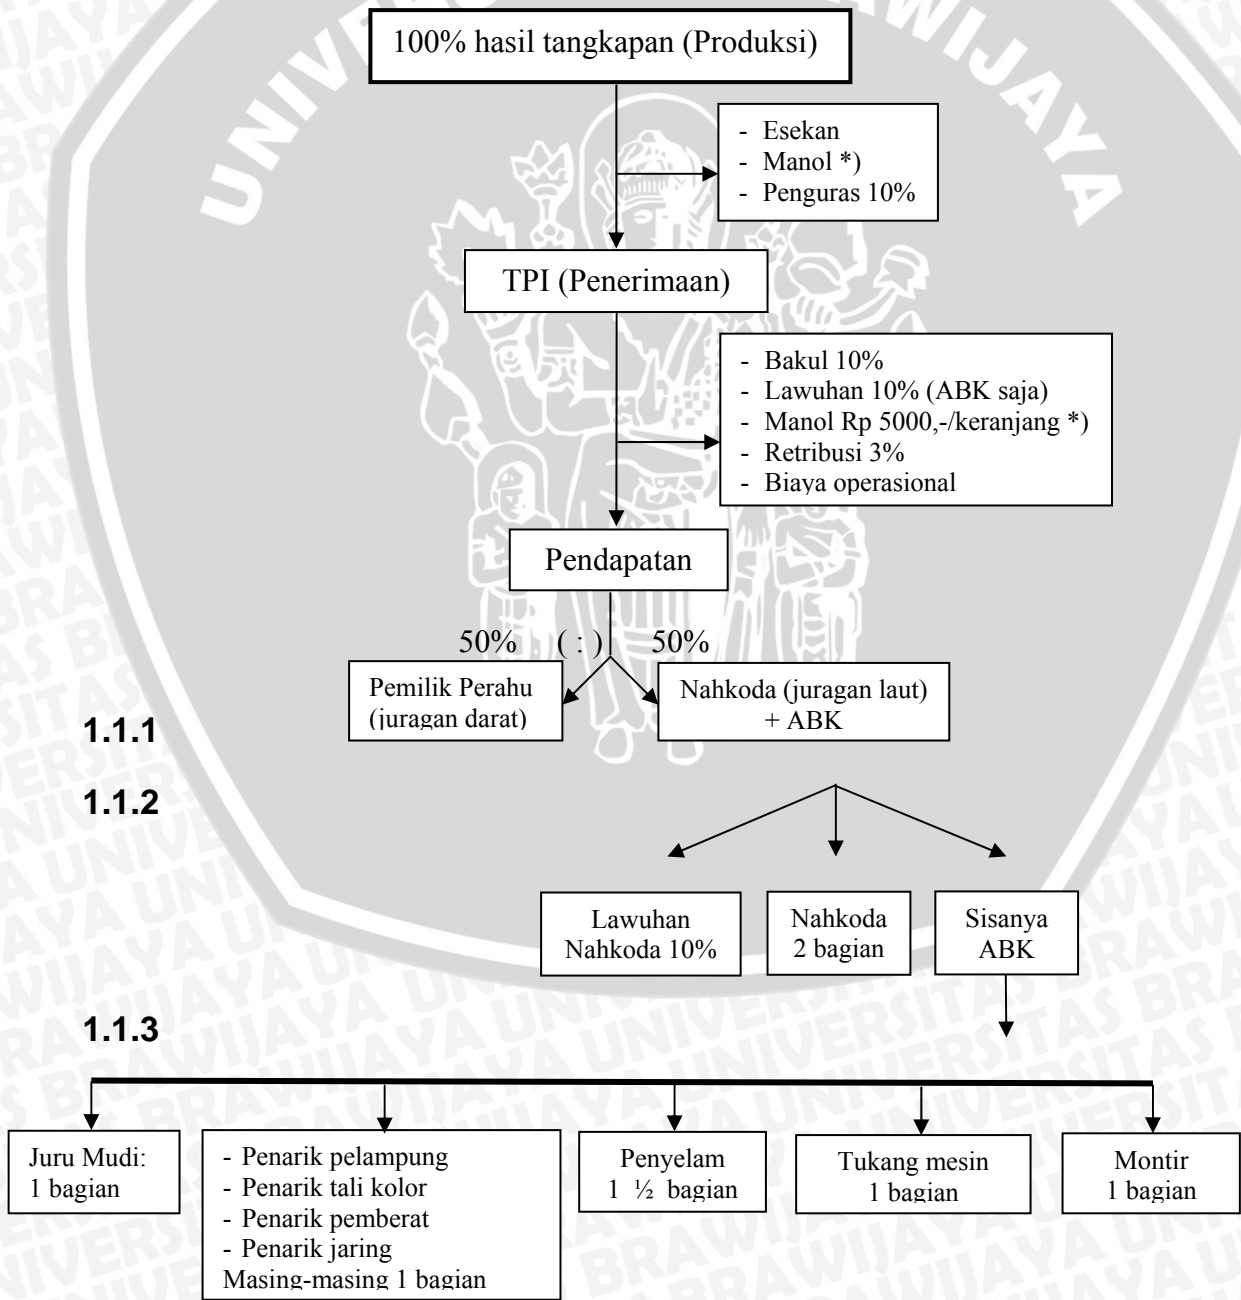 UNIVERSITAS BRAWIJAYA
100% hasil tangkapan (Produksi)
- Esekan
- Manol *)
- Penguras 10%
TPI (Penerimaan)
- Bakul 10%
- Lawuhan 10% (ABK saja)
- Manol Rp 5000,-/keranjang *)
- Retribusi 3%
- Biaya operasional
Pendapatan
50% ( : ) 50%
Pemilik Perahu
(juragan darat)
Nahkoda (juragan laut)
+ ABK
1.1.1
1.1.2
Lawuhan
Nahkoda 10%
Nahkoda
2 bagian
Sisanya
ABK
1.1.3
Juru Mudi:
1 bagian
- Penarik pelampung
- Penarik tali kolor
- Penarik pemberat
- Penarik jaring
Masing-masing 1 bagian
Penyelam
1 ½ bagian
Tukang mesin
1 bagian
Montir
1 bagian